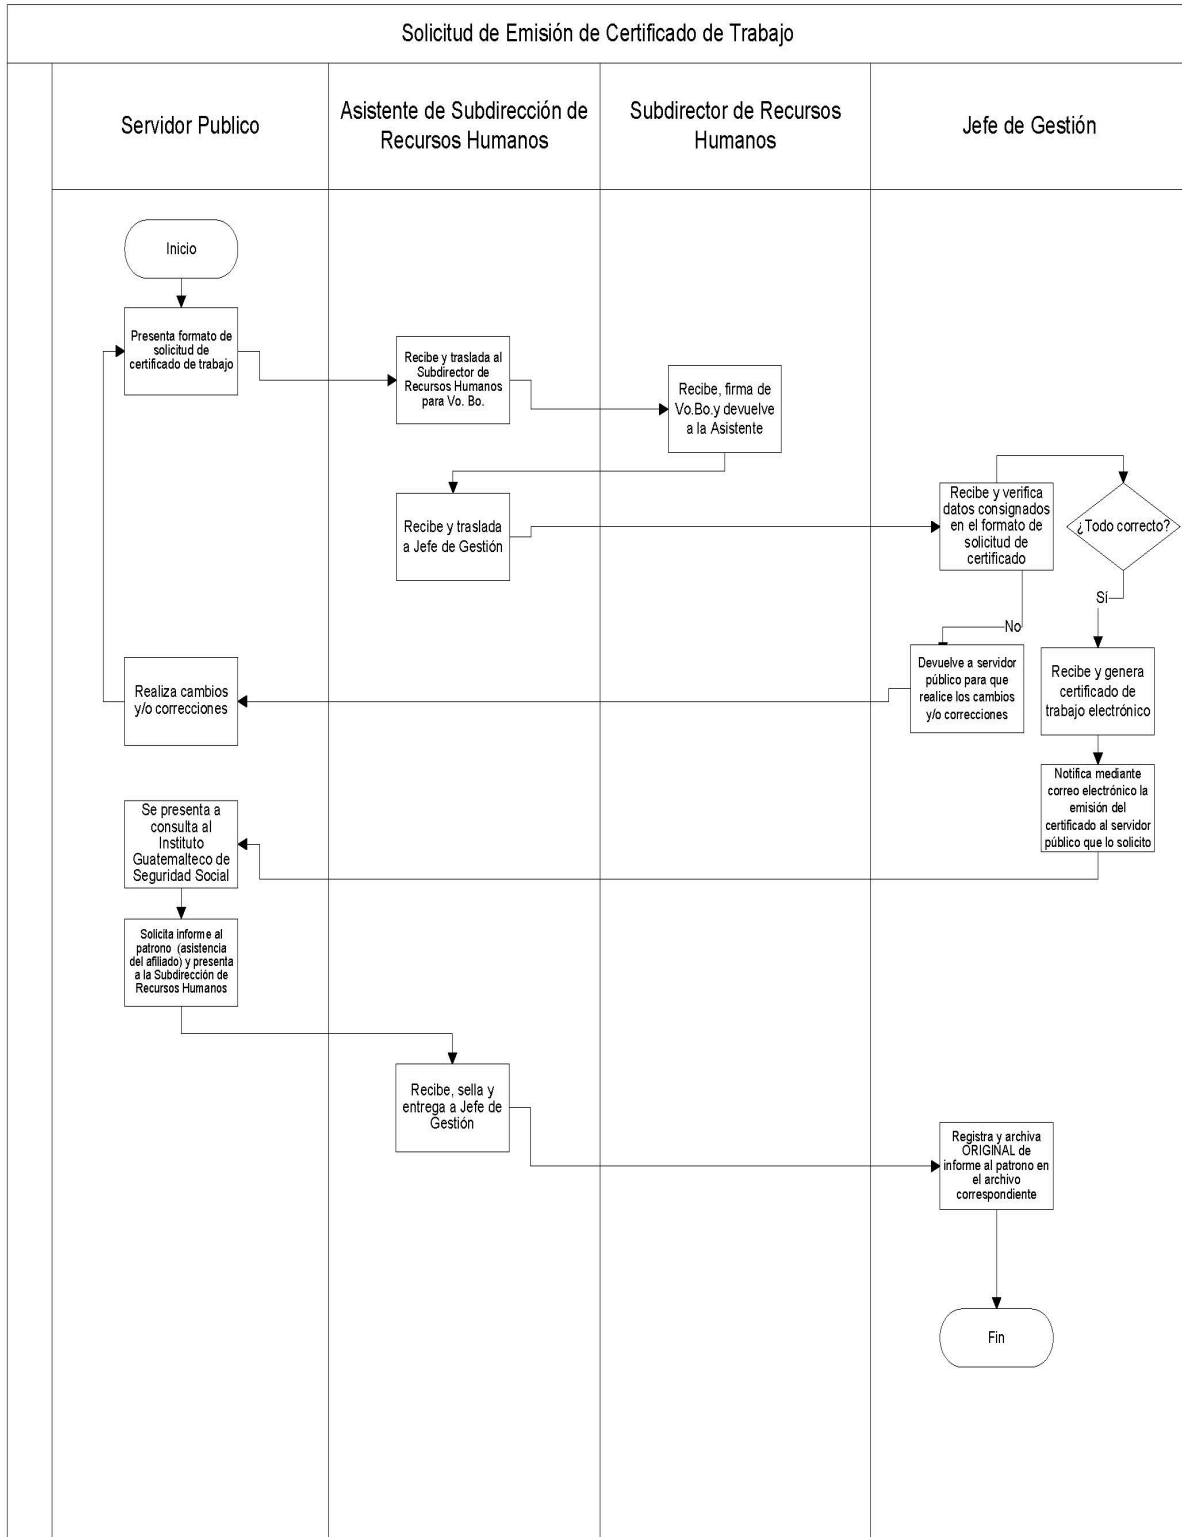 Solicitud de Emisión de Certificado de Trabajo
Servidor Publico
Asistente de Subdirección de
Recursos Humanos
Subdirector de Recursos
Humanos
Jefe de Gestión
Inicio
Presenta formato de
solicitud de
certificado de trabajo
Recibe y traslada al
Subdirector de
Recursos Humanos
para Vo. Bo.
Recibe, firma de
Vo.Bo.y devuelve
a la Asistente
Recibe y traslada
a Jefe de Gestión
Recibe y verifica
datos consignados
en el formato de
solicitud de
certificado
¿Todo correcto?
Sí
No
Devuelve a servidor
público para que
realice los cambios
y/o correcciones
Recibe y genera
certificado de
trabajo electrónico
Realiza cambios
y/o correcciones
Notifica mediante
correo electrónico la
emisión del
certificado al servidor
público que lo solicito
Se presenta a
consulta al
Instituto
Guatemalteco de
Seguridad Social
Solicita informe al
patrono (asistencia
del afiliado) y presenta
a la Subdirección de
Recursos Humanos
Recibe, sella y
entrega a Jefe de
Gestión
Registra y archiva
ORIGINAL de
informe al patrono en
el archivo
correspondiente
Fin